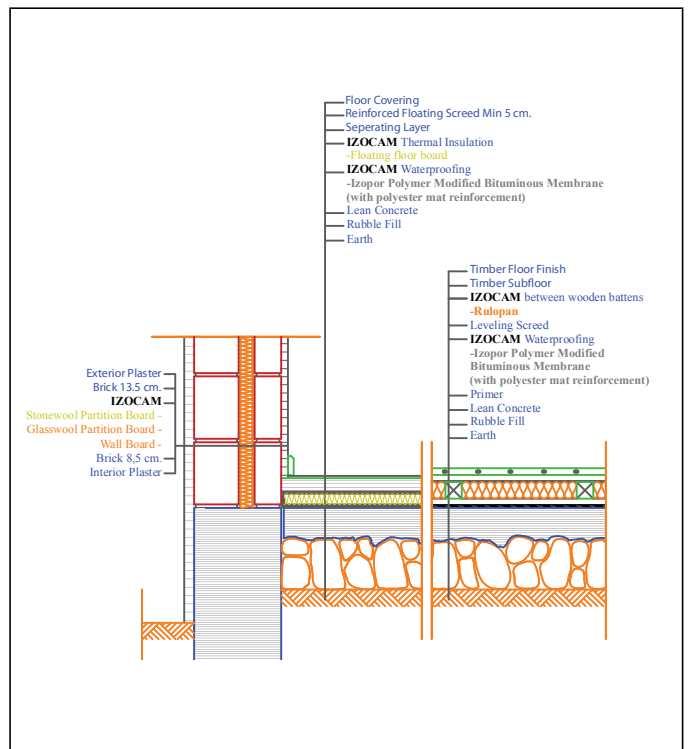 Floor Covering
Reinforced Floating Screed Min 5 cm.
Seperating Layer
IZOCAM Thermal Insulation
-Floating floor board
IZOCAM Waterproofing
-Izopor Polymer Modified Bituminous Membrane
(with polyester mat reinforcement)
Lean Concrete
Rubble Fill
Earth
Timber Floor Finish
Timber Subfloor
IZOCAM between wooden battens
-Rulopan
Leveling Screed
IZOCAM Waterproofing
-Izopor Polymer Modified
Bituminous Membrane
(with polyester mat reinforcement)
Primer
Lean Concrete
Rubble Fill
Earth
Exterior Plaster
Brick 13.5 cm.
IZOCAM
Stonewool Partition Board -
Glasswool Partition Board -
Wall Board -
Brick 8,5 cm.
Interior Plaster